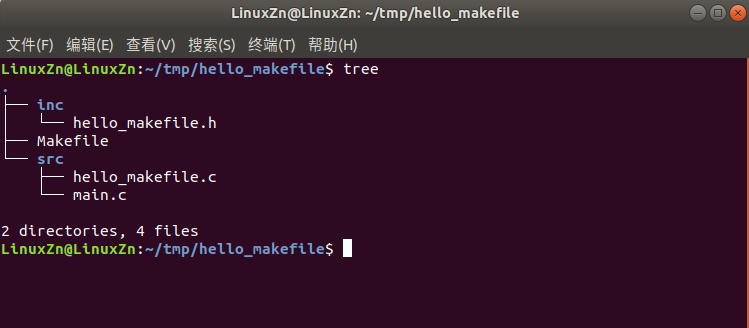 LinuxZn@LinuxZn: ~/tmp/hello_makefile
文件(F) 编辑(E) 查看(V) 搜索(S) 终端(T) 帮助(H)
LinuxZn@LinuxZn:~/tmp/hello_makefile$ tree
.
├── inc
│   └── hello_makefile.h
├── Makefile
└── src
    ├── hello_makefile.c
    └── main.c
2 directories, 4 files
LinuxZn@LinuxZn:~/tmp/hello_makefile$